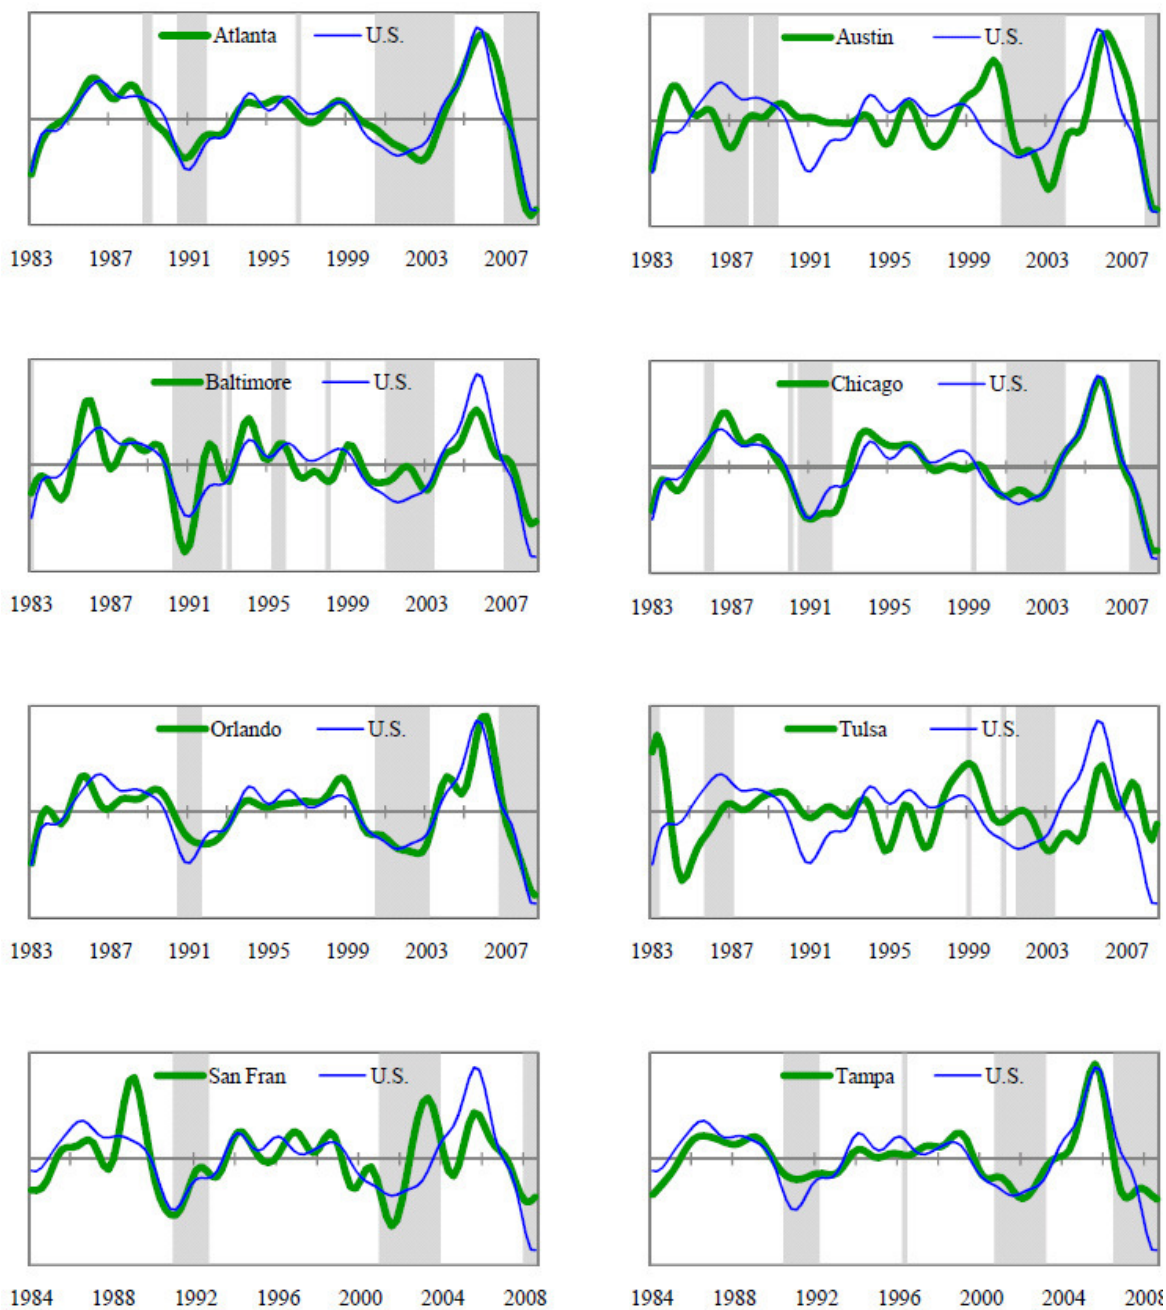 Atlanta U.S.
Austin U.S.
1983 1987 1991 1995 1999 2003 2007
1983 1987 1991 1995 1999 2003 2007
Baltimore U.S.
Chicago U.S.
1983 1987 1991 1995 1999 2003 2007
1983 1987 1991 1995 1999 2003 2007
Orlando U.S.
Tulsa U.S.
1983 1987 1991 1995 1999 2003 2007
1983 1987 1991 1995 1999 2003 2007
San Fran U.S.
Tampa U.S.
1984 1988 1992 1996 2000 2004 2008
1984 1988 1992 1996 2000 2004 2008